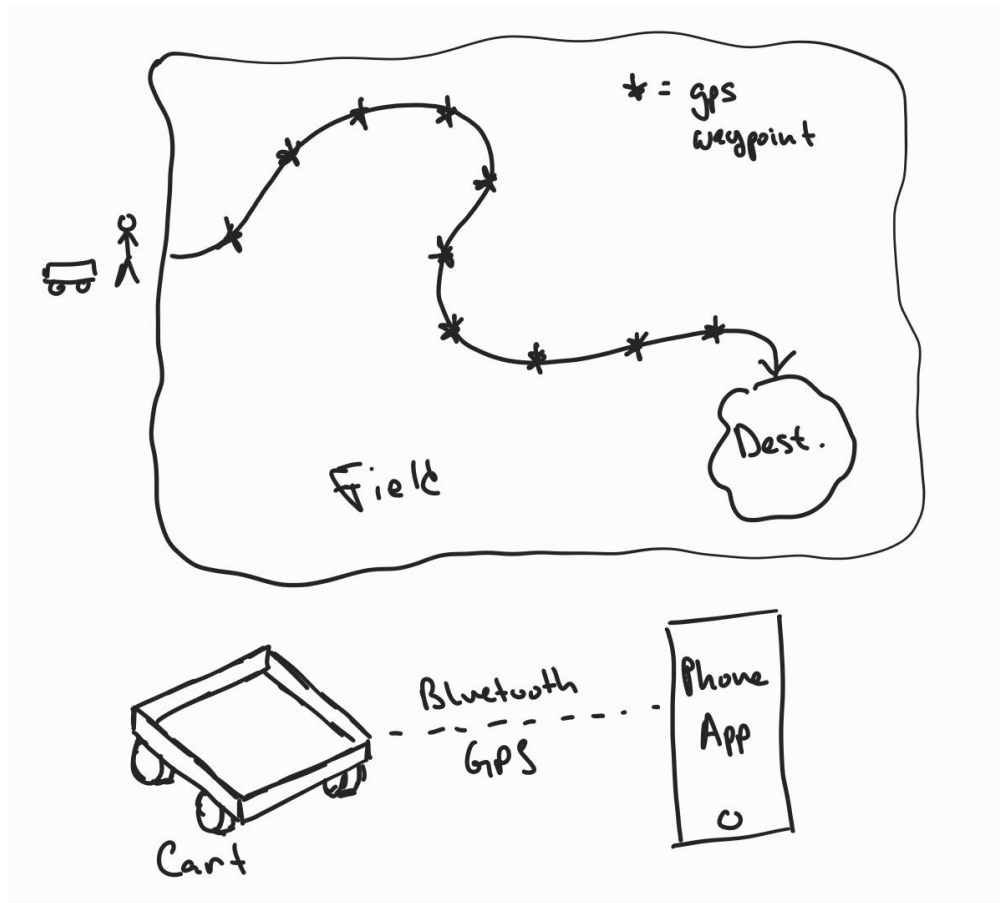 * = gps
waypoint
Dest.
Field
Bluetooth
GPS
Phone
App
Cart